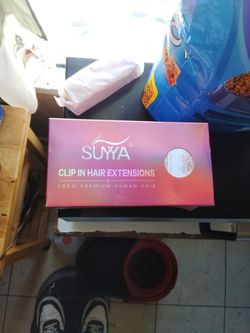 SUYYA®
CLIP IN HAIR EXTENSIONS
100% PREMIUM HUMAN HAIR